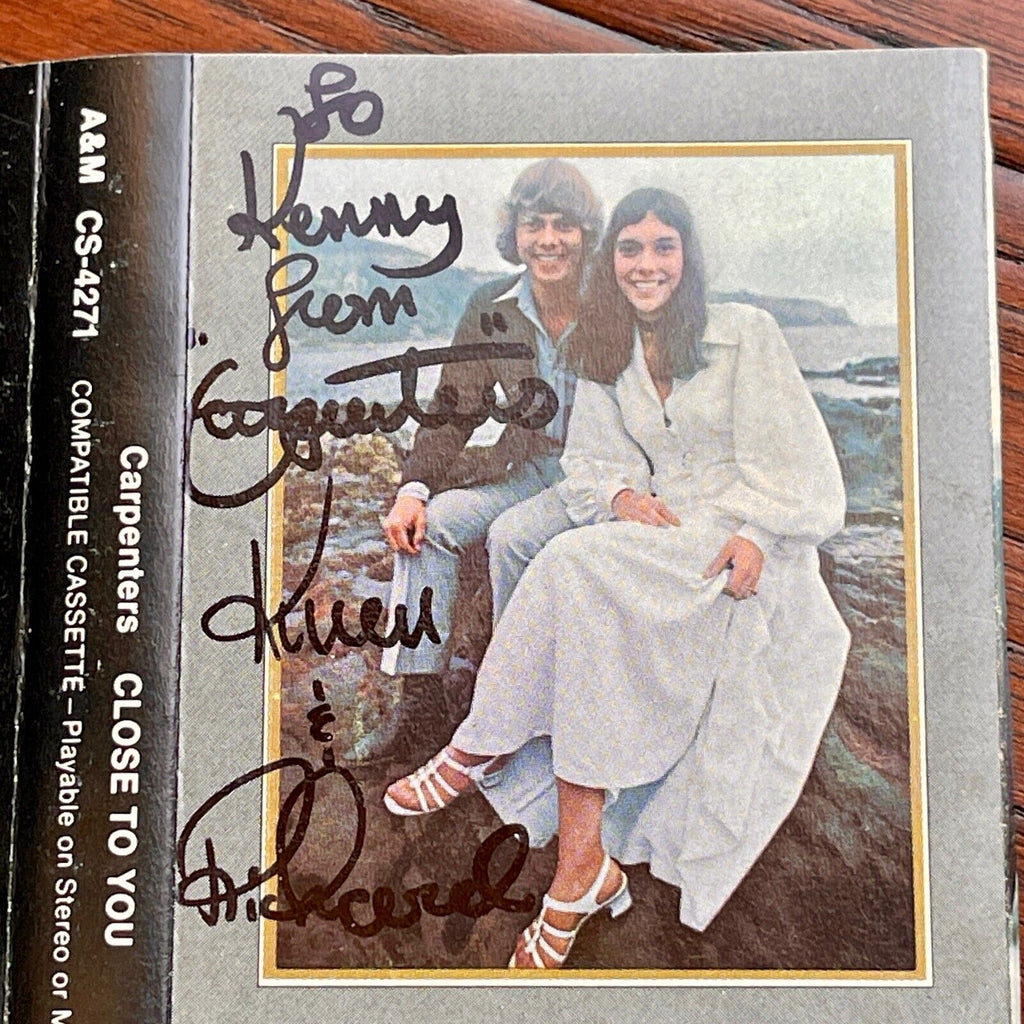 A&M CS-4271 COMPATIBLE CASSETTE – Playable on Stereo or M
Carpenters CLOSE TO YOU
To
Kenny
from
"Carpenters"
Karen
&
Richard